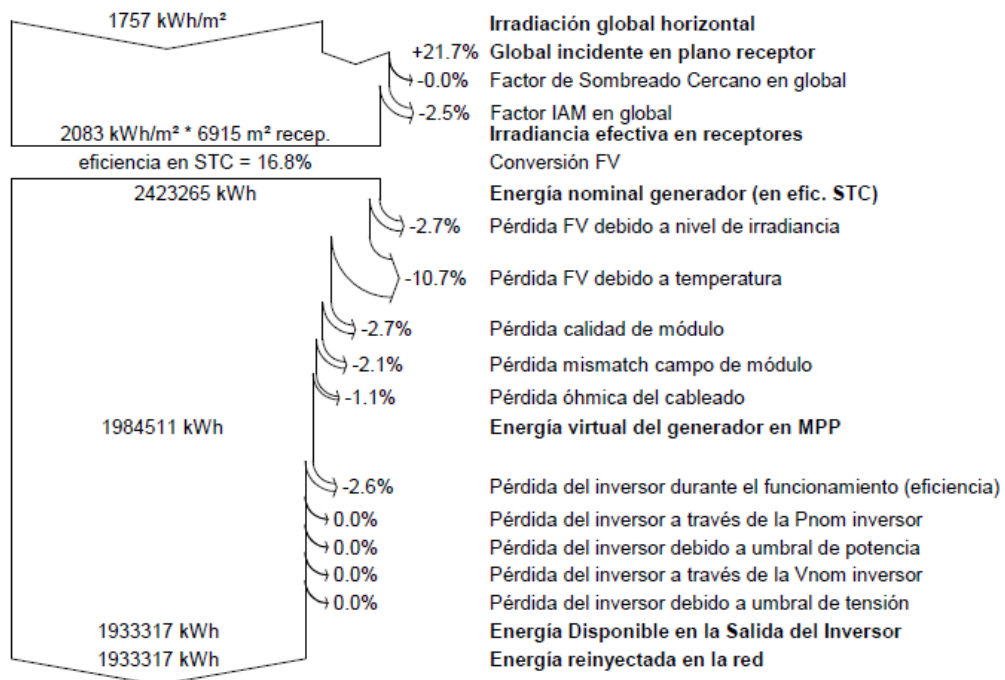 1757 kWh/m² Irradiación global horizontal
+21.7% Global incidente en plano receptor
-0.0% Factor de Sombreado Cercano en global
-2.5% Factor IAM en global
2083 kWh/m² * 6915 m² recep. Irradiancia efectiva en receptores
eficiencia en STC = 16.8% Conversión FV
2423265 kWh Energía nominal generador (en efic. STC)
-2.7% Pérdida FV debido a nivel de irradiancia
-10.7% Pérdida FV debido a temperatura
-2.7% Pérdida calidad de módulo
-2.1% Pérdida mismatch campo de módulo
-1.1% Pérdida óhmica del cableado
1984511 kWh Energía virtual del generador en MPP
-2.6% Pérdida del inversor durante el funcionamiento (eficiencia)
0.0% Pérdida del inversor a través de la Pnom inversor
0.0% Pérdida del inversor debido a umbral de potencia
0.0% Pérdida del inversor a través de la Vnom inversor
0.0% Pérdida del inversor debido a umbral de tensión
1933317 kWh Energía Disponible en la Salida del Inversor
1933317 kWh Energía reinyectada en la red